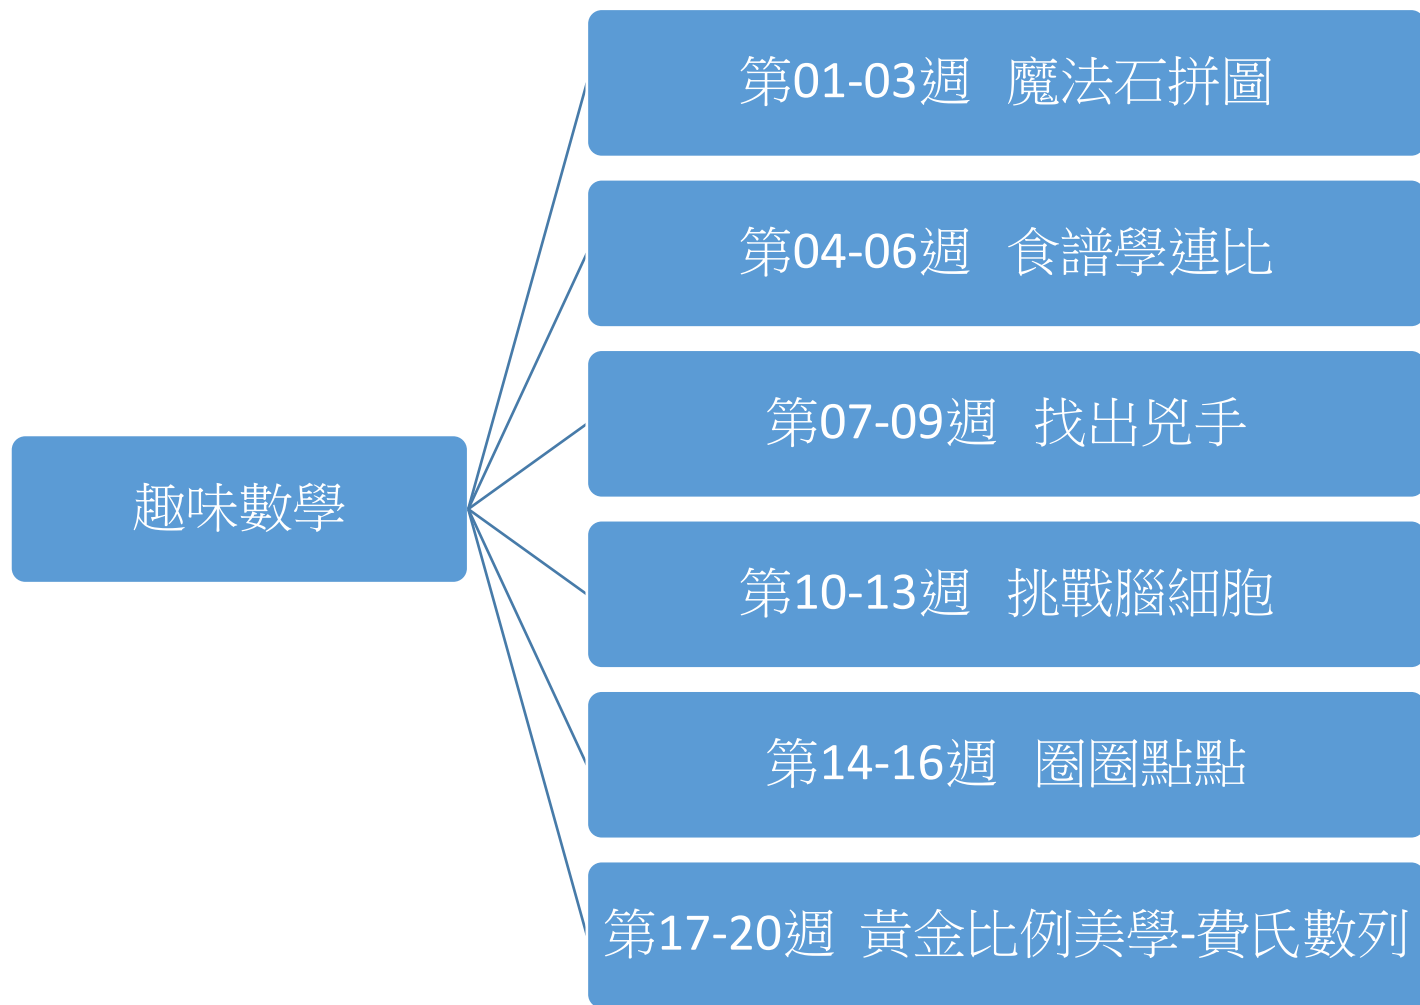 趣味數學
第01-03週 魔法石拼圖
第04-06週 食譜學連比
第07-09週 找出兇手
第10-13週 挑戰腦細胞
第14-16週 圈圈點點
第17-20週 黃金比例美學-費氏數列